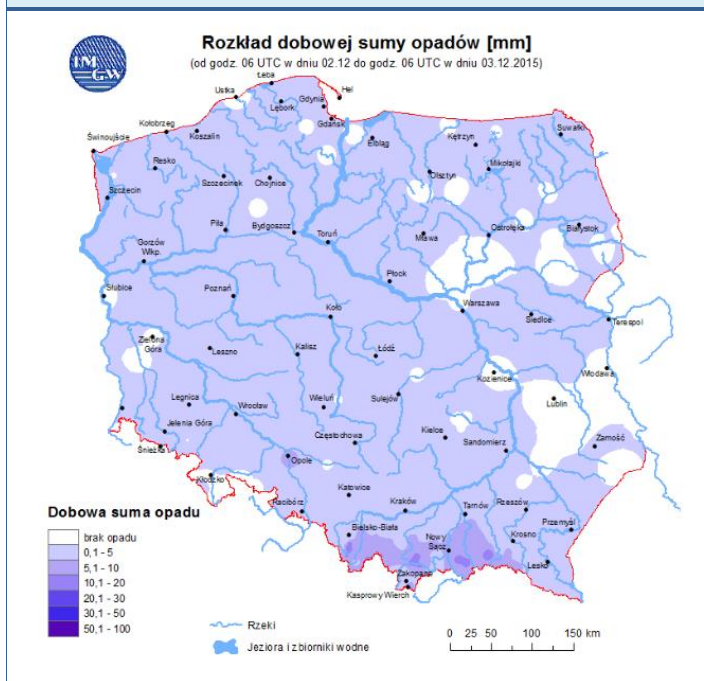 IM
GW
Rozkład dobowej sumy opadów [mm]
(od godz. 06 UTC w dniu 02.12 do godz. 06 UTC w dniu 03.12.2015)
Łeba
Hel
Ustka
Gdynia
Lębork
Gdańsk
Kołobrzeg
Koszalin
Świnoujście
Elbląg
Kętrzyn
Suwałki
Resko
Szczecinek
Chojnice
Olsztyn
Mikołajki
Szczecin
Piła
Bydgoszcz
Toruń
Mława
Ostrołęka
Białystok
Gorzów
Wlkp.
Płock
Słubice
Poznań
Koło
Warszawa
Siedlce
Terespol
Zielona
Góra
Leszno
Kalisz
Łódź
Kozienice
Włodawa
Legnica
Wrocław
Wieluń
Sulejów
Lublin
Jelenia Góra
Częstochowa
Kielce
Sandomierz
Zamość
Śnieżka
Opole
Kłodzko
Katowice
Racibórz
Kraków
Tarnów
Rzeszów
Bielsko-Biała
Nowy
Sącz
Krosno
Przemyśl
Zakopane
Lesko
Kasprowy Wierch
Dobowa suma opadu
brak opadu
0,1 - 5
5,1 - 10
10,1 - 20
20,1 - 30
30,1 - 50
50,1 - 100
Rzeki
Jeziora i zbiorniki wodne
0 25 50 100 150 km